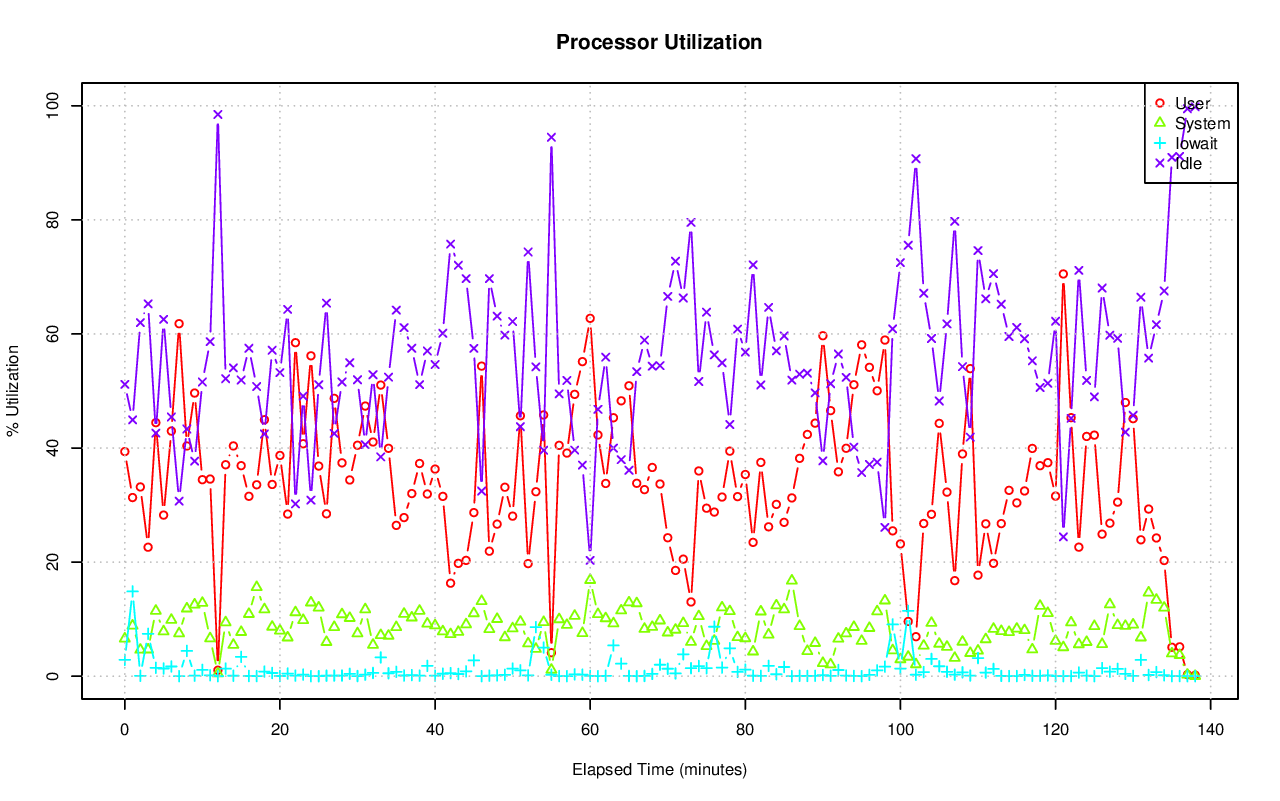 Processor Utilization
% Utilization
100
80
60
40
20
0
User
System
Iowait
Idle
0 20 40 60 80 100 120 140
Elapsed Time (minutes)